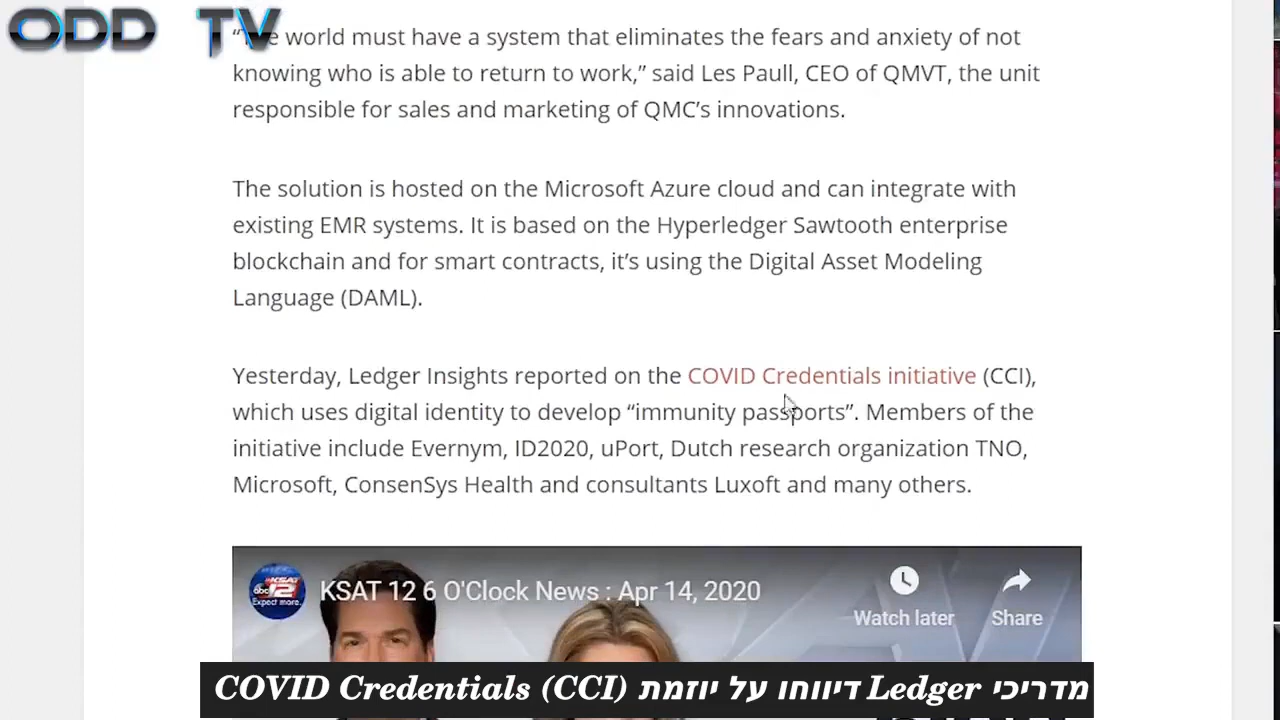 ODD TV
“The world must have a system that eliminates the fears and anxiety of not
knowing who is able to return to work,” said Les Paull, CEO of QMVT, the unit
responsible for sales and marketing of QMC’s innovations.
The solution is hosted on the Microsoft Azure cloud and can integrate with
existing EMR systems. It is based on the Hyperledger Sawtooth enterprise
blockchain and for smart contracts, it’s using the Digital Asset Modeling
Language (DAML).
Yesterday, Ledger Insights reported on the COVID Credentials initiative (CCI),
which uses digital identity to develop “immunity passports”. Members of the
initiative include Evernym, ID2020, uPort, Dutch research organization TNO,
Microsoft, ConsenSys Health and consultants Luxoft and many others.
KSAT 12 6 O'Clock News : Apr 14, 2020
abc KSAT 12
Expect more.
Watch later
Share
מדריכי Ledger דיווחו על יוזמת COVID Credentials (CCI)